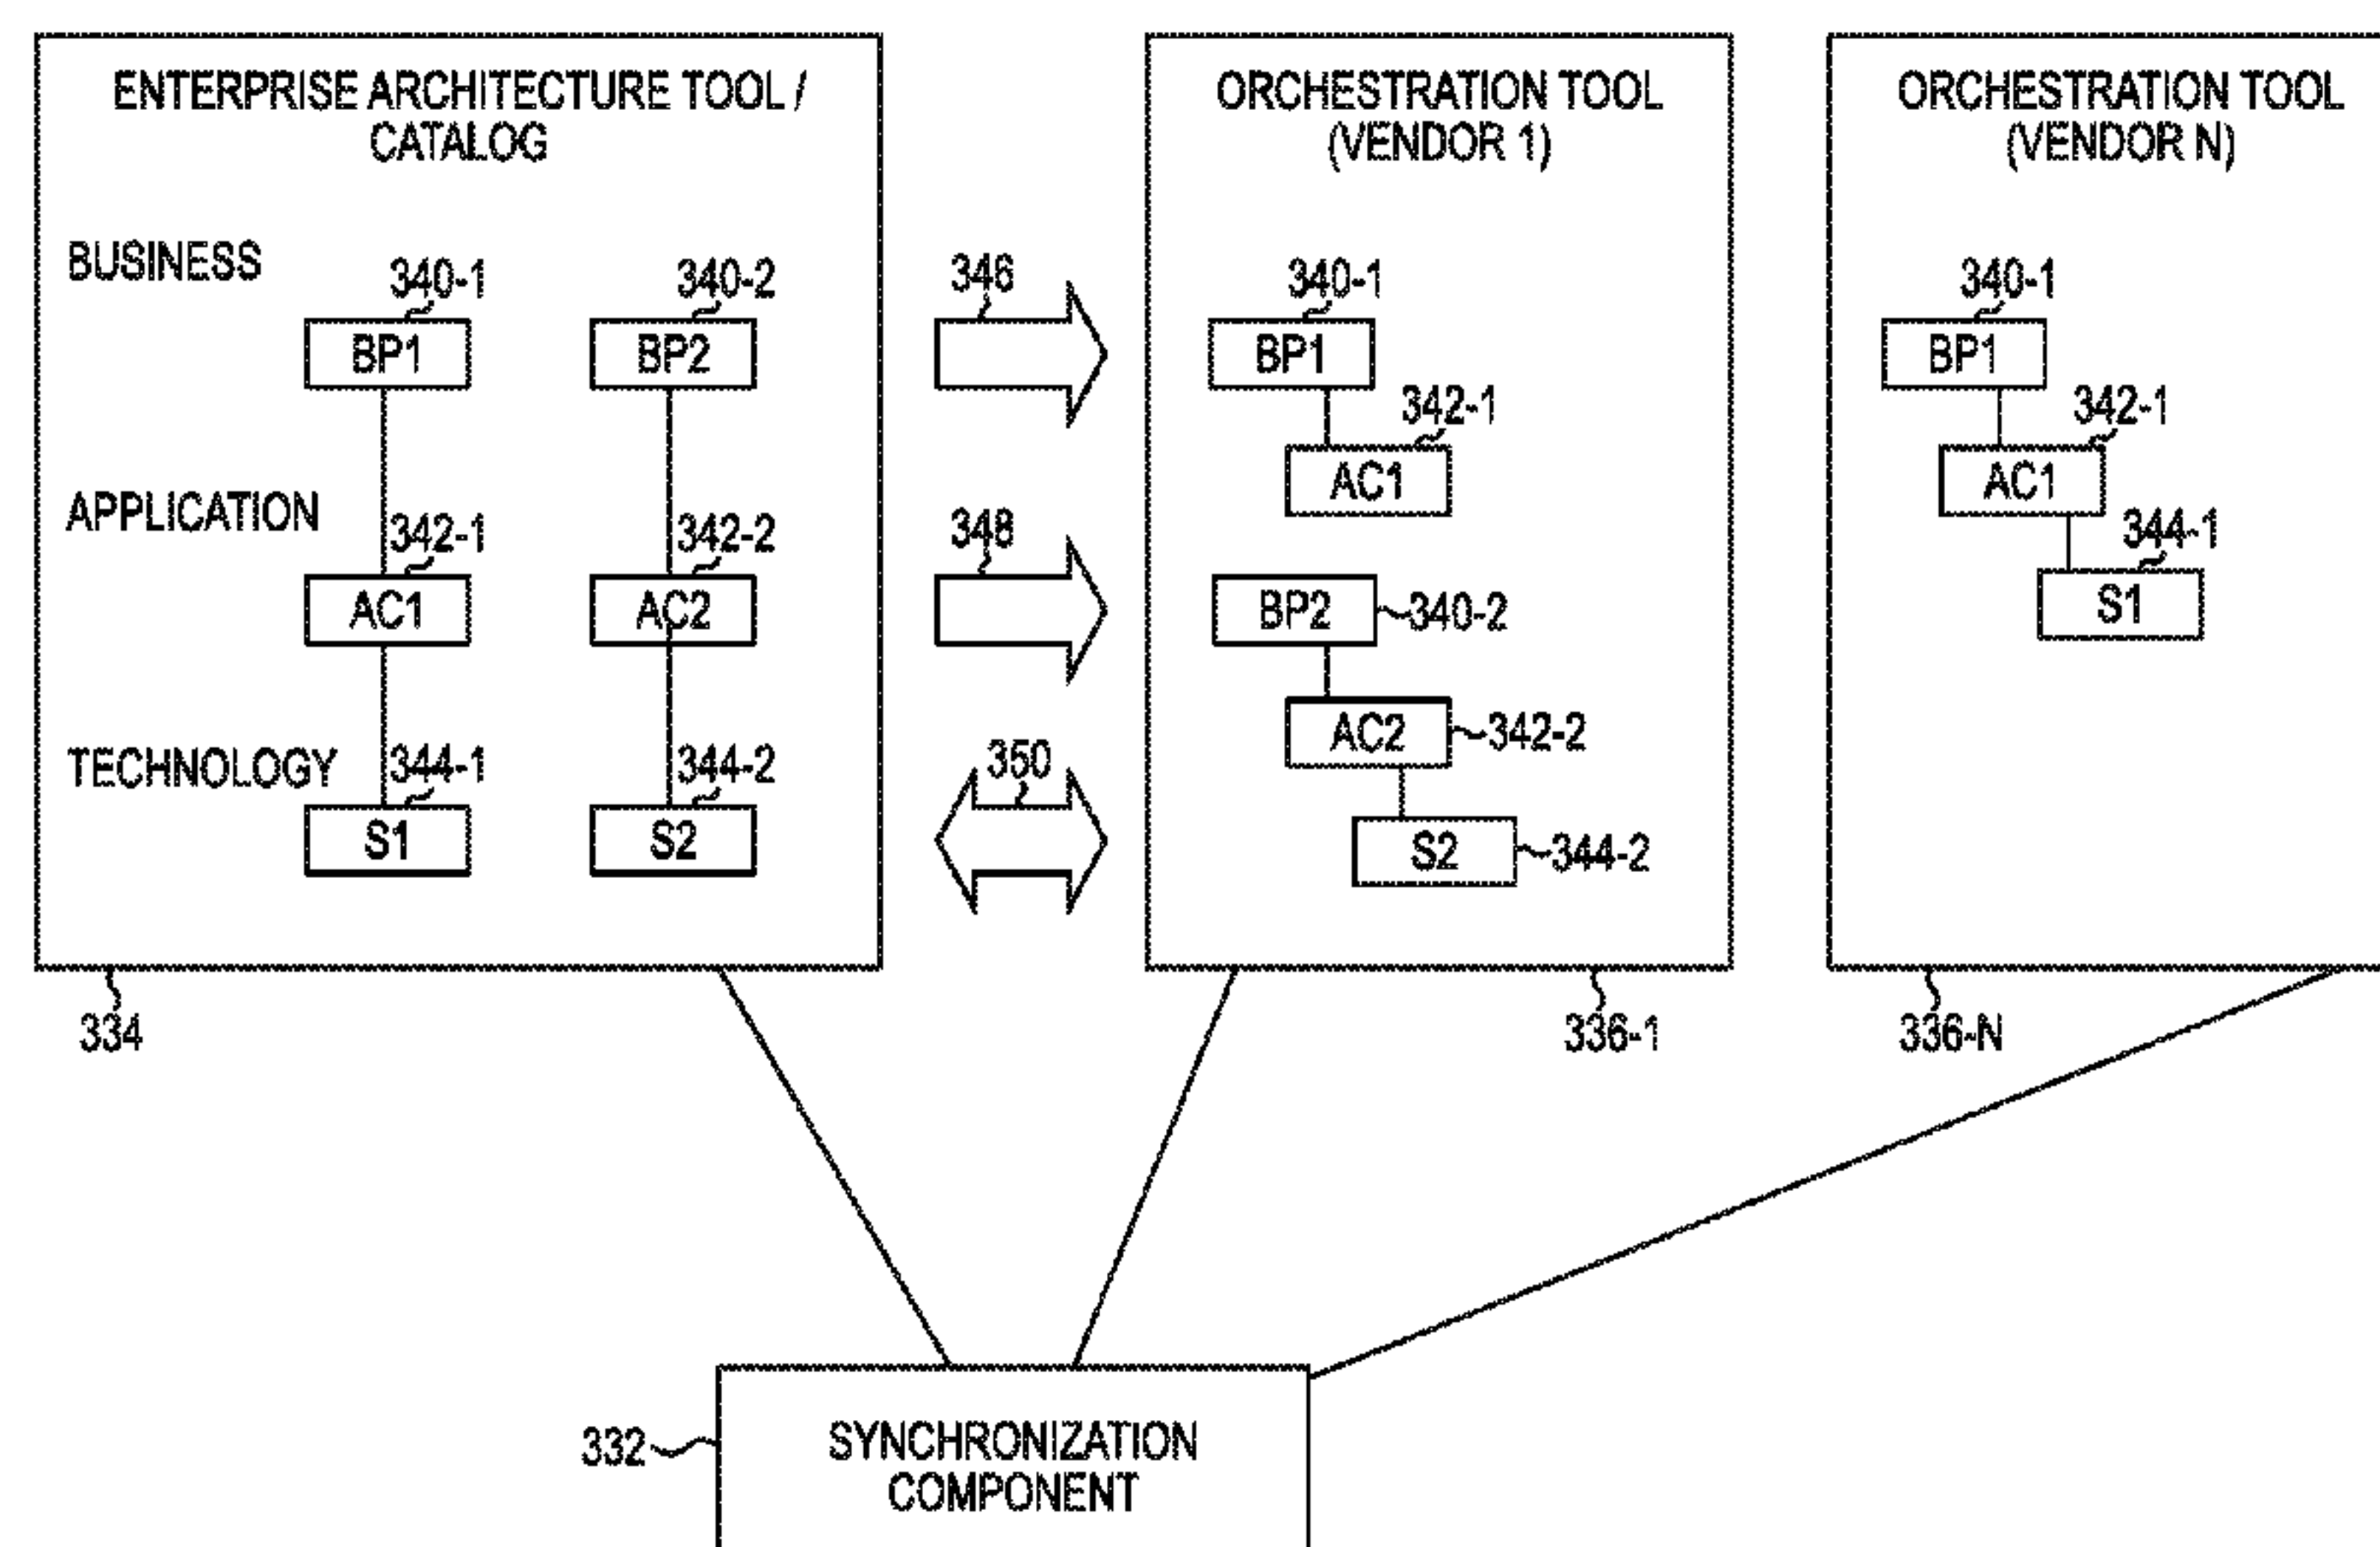 ENTERPRISE ARCHITECTURE TOOL /
CATALOG
BUSINESS
340-1
340-2
BP1
BP2
APPLICATION
342-1
342-2
AC1
AC2
TECHNOLOGY
344-1
344-2
S1
S2
334
346
348
350
ORCHESTRATION TOOL
(VENDOR 1)
340-1
BP1
342-1
AC1
BP2
340-2
AC2
342-2
S2
344-2
336-1
ORCHESTRATION TOOL
(VENDOR N)
340-1
BP1
342-1
AC1
344-1
S1
336-N
332
SYNCHRONIZATION
COMPONENT